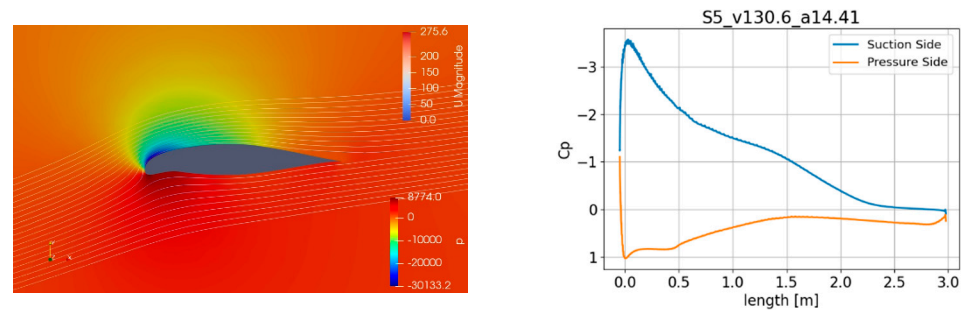 275.6
200
150
100
50
0.0
U Magnitude
8774.0
0
-10000
-20000
-30133.2
p
S5_v130.6_a14.41
Suction Side
Pressure Side
Cp
−3
−2
−1
0
1
0.0 0.5 1.0 1.5 2.0 2.5 3.0
length [m]